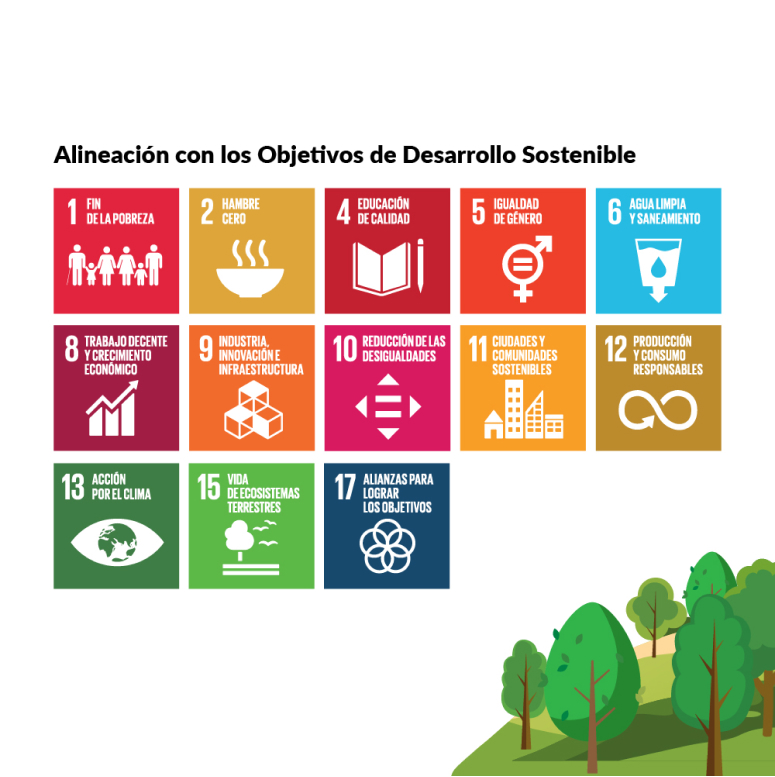 Alineación con los Objetivos de Desarrollo Sostenible
1 FIN
DE LA POBREZA
2 HAMBRE
CERO
4 EDUCACIÓN
DE CALIDAD
5 IGUALDAD
DE GÉNERO
6 AGUA LIMPIA
Y SANEAMIENTO
8 TRABAJO DECENTE
Y CRECIMIENTO
ECONÓMICO
9 INDUSTRIA,
INNOVACIÓN E
INFRAESTRUCTURA
10 REDUCCIÓN DE LAS
DESIGUALDADES
11 CIUDADES Y
COMUNIDADES
SOSTENIBLES
12 PRODUCCIÓN
Y CONSUMO
RESPONSABLES
13 ACCIÓN
POR EL CLIMA
15 VIDA
DE ECOSISTEMAS
TERRESTRES
17 ALIANZAS PARA
LOGRAR
LOS OBJETIVOS